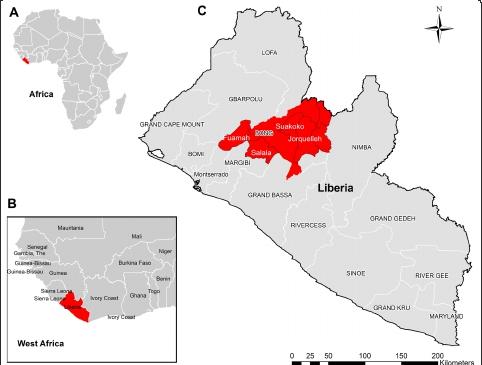 A
Africa
B
Mauritania
Mali
Niger
Senegal
Gambia, The
Guinea-Bissau
Guinea-Bissau
Guinea
Burkina Faso
Benin
Togo
Ghana
Ivory Coast
Sierra Leone
Sierra Leone
Ivory Coast
West Africa
C
N
LOFA
GBARPOLU
GRAND CAPE MOUNT
BOMI
Montserrado
MARGIBI
Fuamah
BONG
Suakoko
Jorquelleh
Salala
NIMBA
Liberia
GRAND BASSA
GRAND GEDEH
RIVERCESS
SINOE
RIVER GEE
GRAND KRU
MARYLAND
0 25 50 100 150 200
Kilometers